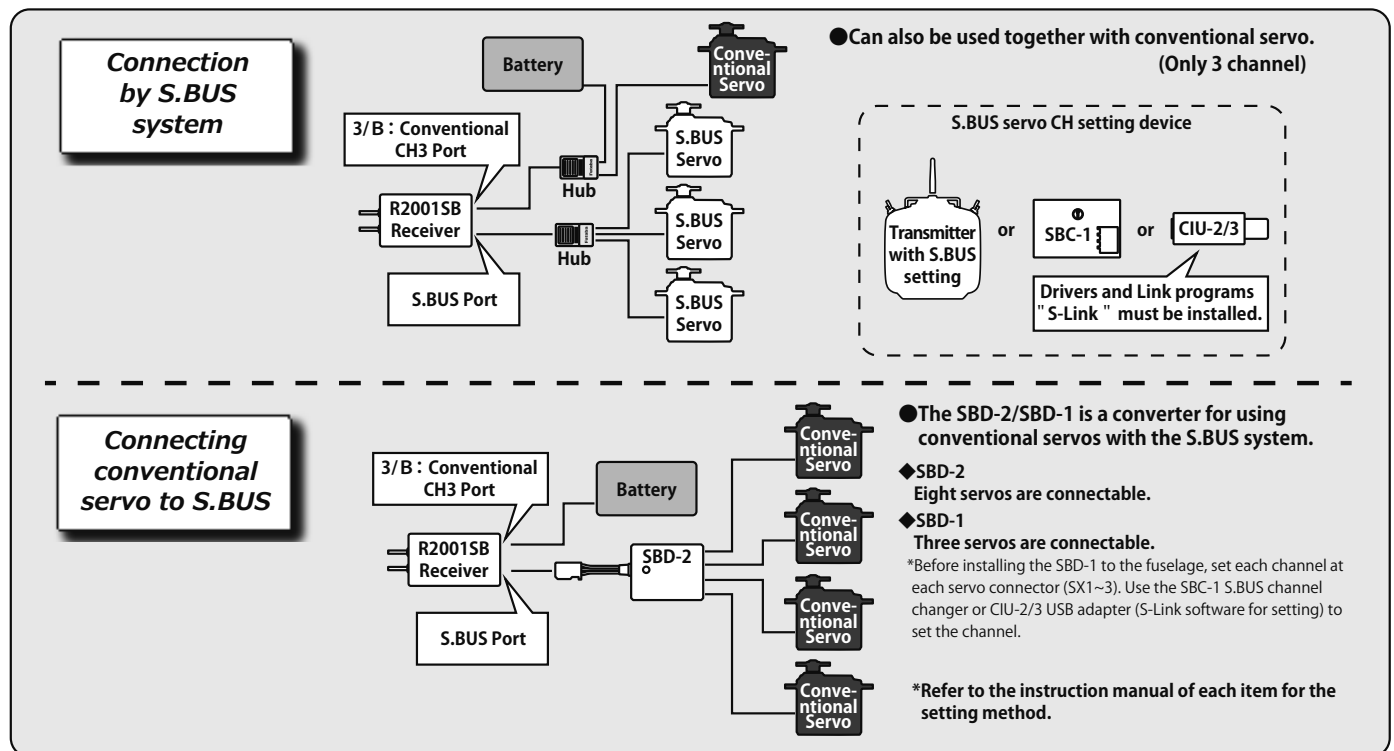 Connection
by S.BUS
system
Battery
Conve-
ntional
Servo
●Can also be used together with conventional servo.
(Only 3 channel)
3/B：Conventional
CH3 Port
S.BUS
Servo
Hub
R2001SB
Receiver
S.BUS
Servo
Hub
S.BUS Port
S.BUS
Servo
S.BUS servo CH setting device
Transmitter
with S.BUS
setting
or
SBC-1
or
CIU-2/3
Drivers and Link programs
"S-Link" must be installed.
Connecting
conventional
servo to S.BUS
3/B：Conventional
CH3 Port
Battery
R2001SB
Receiver
SBD-2
S.BUS Port
Conve-
ntional
Servo
Conve-
ntional
Servo
Conve-
ntional
Servo
Conve-
ntional
Servo
●The SBD-2/SBD-1 is a converter for using
conventional servos with the S.BUS system.
◆SBD-2
Eight servos are connectable.
◆SBD-1
Three servos are connectable.
*Before installing the SBD-1 to the fuselage, set each channel at
each servo connector (SX1~3). Use the SBC-1 S.BUS channel
changer or CIU-2/3 USB adapter (S-Link software for setting) to
set the channel.
*Refer to the instruction manual of each item for the
setting method.